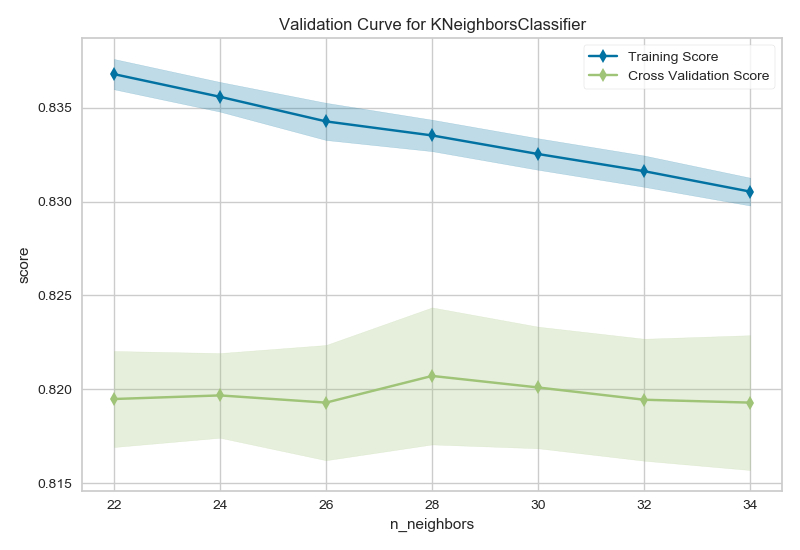 Validation Curve for KNeighborsClassifier
Training Score
Cross Validation Score
0.835
0.830
0.825
0.820
0.815
score
22 24 26 28 30 32 34
n_neighbors